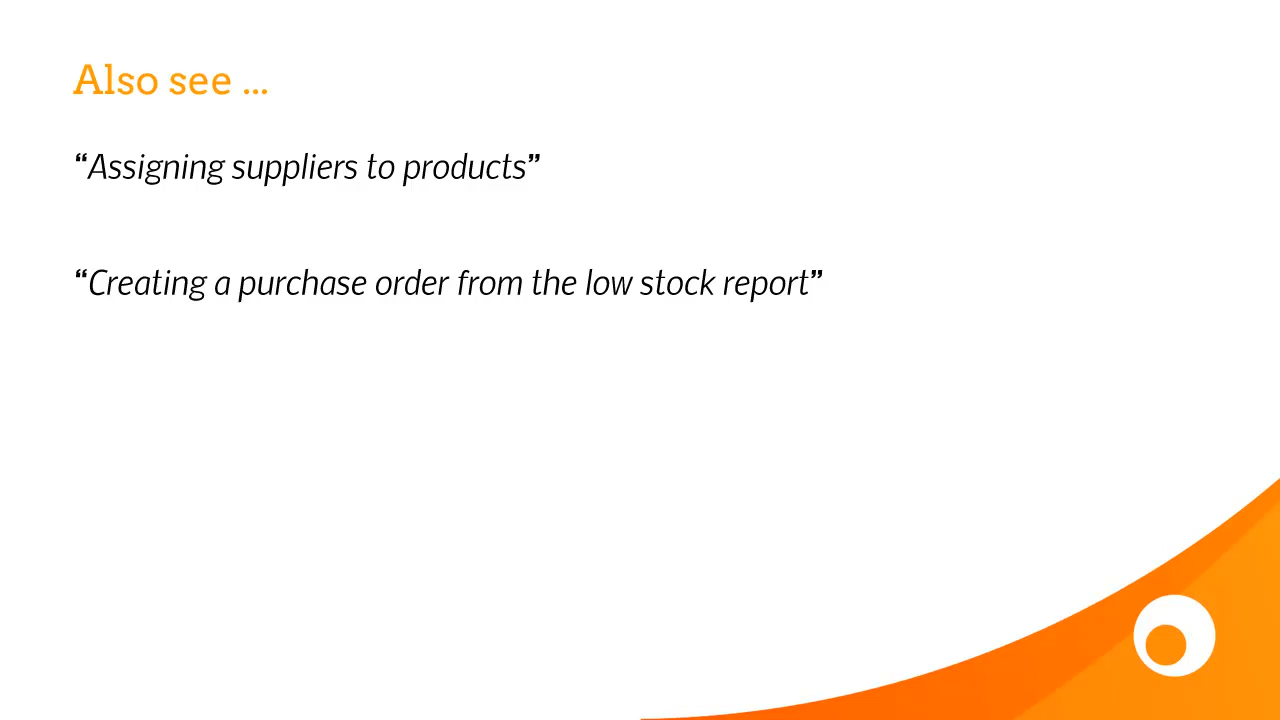 Also see ...
“Assigning suppliers to products”
“Creating a purchase order from the low stock report”